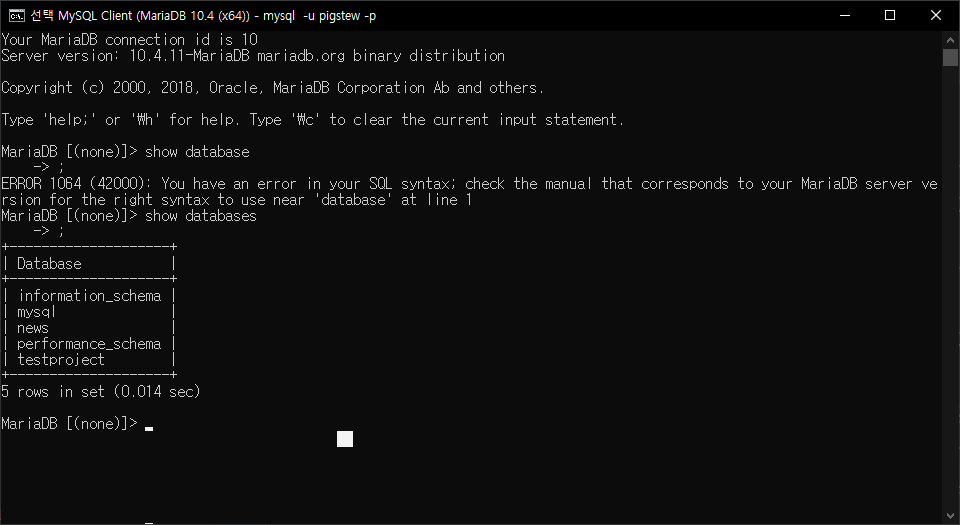 선택 MySQL Client (MariaDB 10.4 (x64)) - mysql  -u pigstew -p
Your MariaDB connection id is 10
Server version: 10.4.11-MariaDB mariadb.org binary distribution
Copyright (c) 2000, 2018, Oracle, MariaDB Corporation Ab and others.
Type 'help;' or '₩h' for help. Type '₩c' to clear the current input statement.
MariaDB [(none)]> show database
    -> ;
ERROR 1064 (42000): You have an error in your SQL syntax; check the manual that corresponds to your MariaDB server ve
rsion for the right syntax to use near 'database' at line 1
MariaDB [(none)]> show databases
    -> ;
+--------------------+
| Database           |
+--------------------+
| information_schema |
| mysql              |
| news               |
| performance_schema |
| testproject        |
+--------------------+
5 rows in set (0.014 sec)
MariaDB [(none)]> _